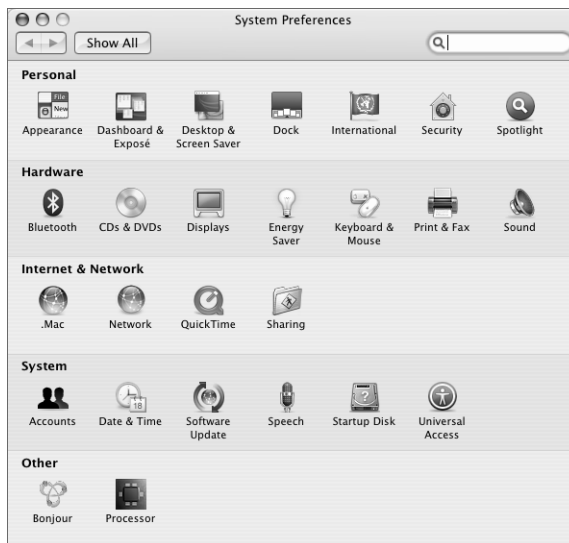 System Preferences
Show All
Personal
File
New
Appearance
Dashboard &
Exposé
Desktop &
Screen Saver
Dock
International
Security
Spotlight
Hardware
Bluetooth
CDs & DVDs
Displays
Energy
Saver
Keyboard &
Mouse
Print & Fax
Sound
Internet & Network
.Mac
Network
QuickTime
Sharing
System
18
?
Accounts
Date & Time
Software
Update
Speech
Startup Disk
Universal
Access
Other
Bonjour
Processor